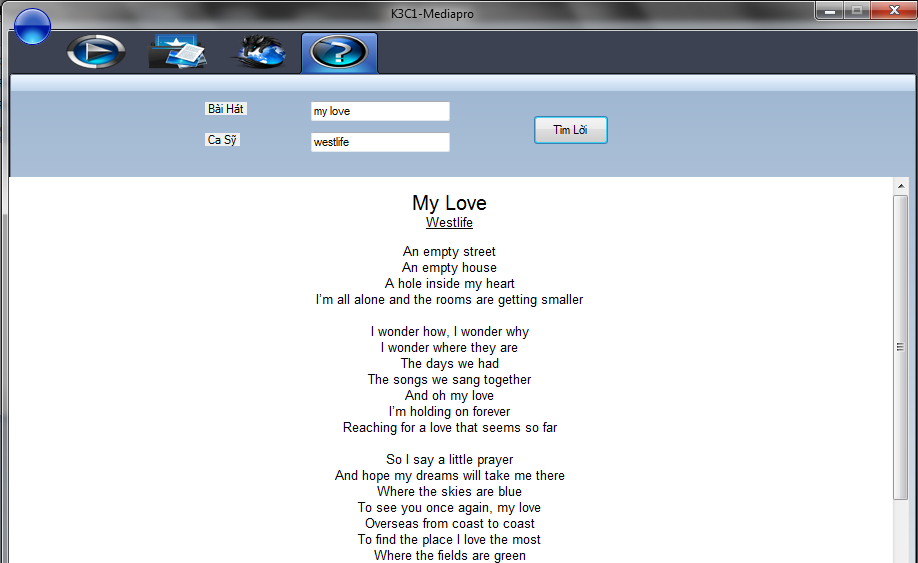 K3C1-Mediapro
Bài Hát
my love
Ca Sỹ
westlife
Tìm Lời
My Love
Westlife
An empty street
An empty house
A hole inside my heart
I'm all alone and the rooms are getting smaller
I wonder how, I wonder why
I wonder where they are
The days we had
The songs we sang together
And oh my love
I'm holding on forever
Reaching for a love that seems so far
So I say a little prayer
And hope my dreams will take me there
Where the skies are blue
To see you once again, my love
Overseas from coast to coast
To find the place I love the most
Where the fields are green